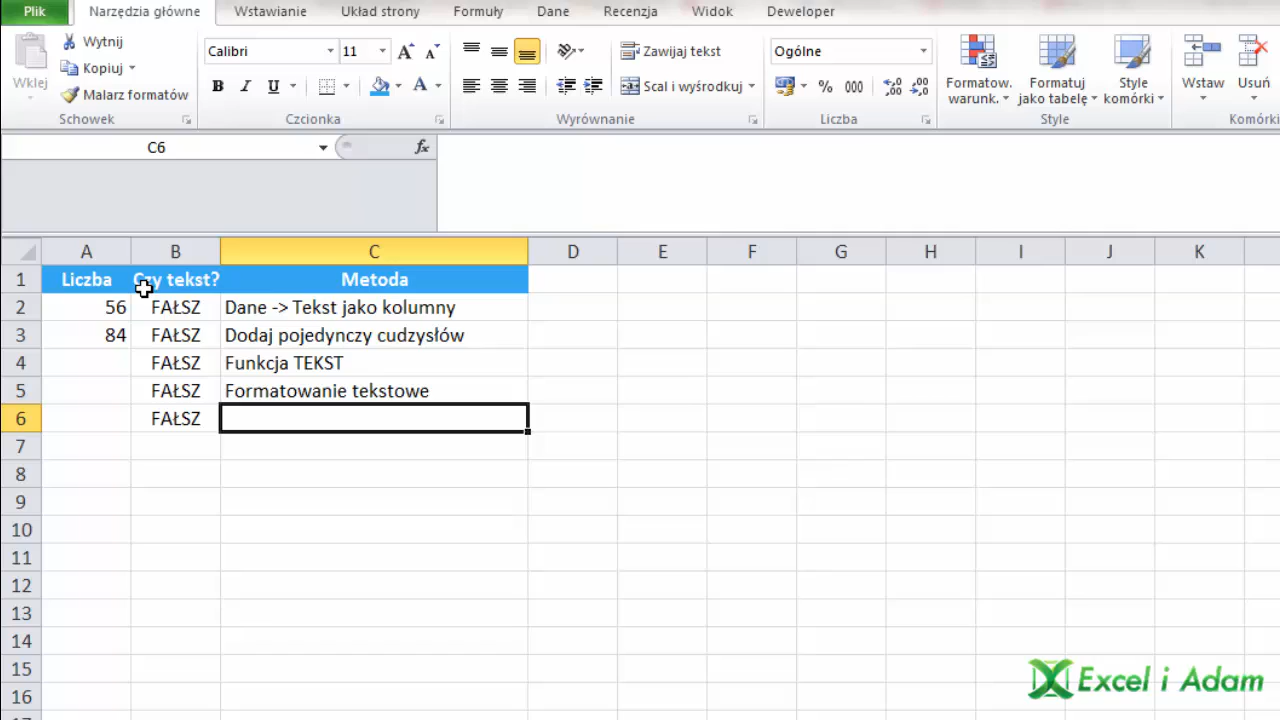 Plik Narzędzia główne Wstawianie Układ strony Formuły Dane Recenzja Widok Deweloper
Wklej
Wytnij
Kopiuj
Malarz formatów
Schowek
Calibri 11
B I U A
Czcionka
Zawijaj tekst
Scal i wyśrodkuj
Wyrównanie
Ogólne
% 000
Liczba
Formatow. warunk.
Formatuj jako tabelę
Style komórki
Style
Wstaw Usuń
Komórki
C6 fx
A B C D E F G H I J K
1 Liczba Czy tekst? Metoda
2 56 FAŁSZ Dane -> Tekst jako kolumny
3 84 FAŁSZ Dodaj pojedynczy cudzysłów
4 FAŁSZ Funkcja TEKST
5 FAŁSZ Formatowanie tekstowe
6 FAŁSZ
7
8
9
10
11
12
13
14
15
16
Excel i Adam